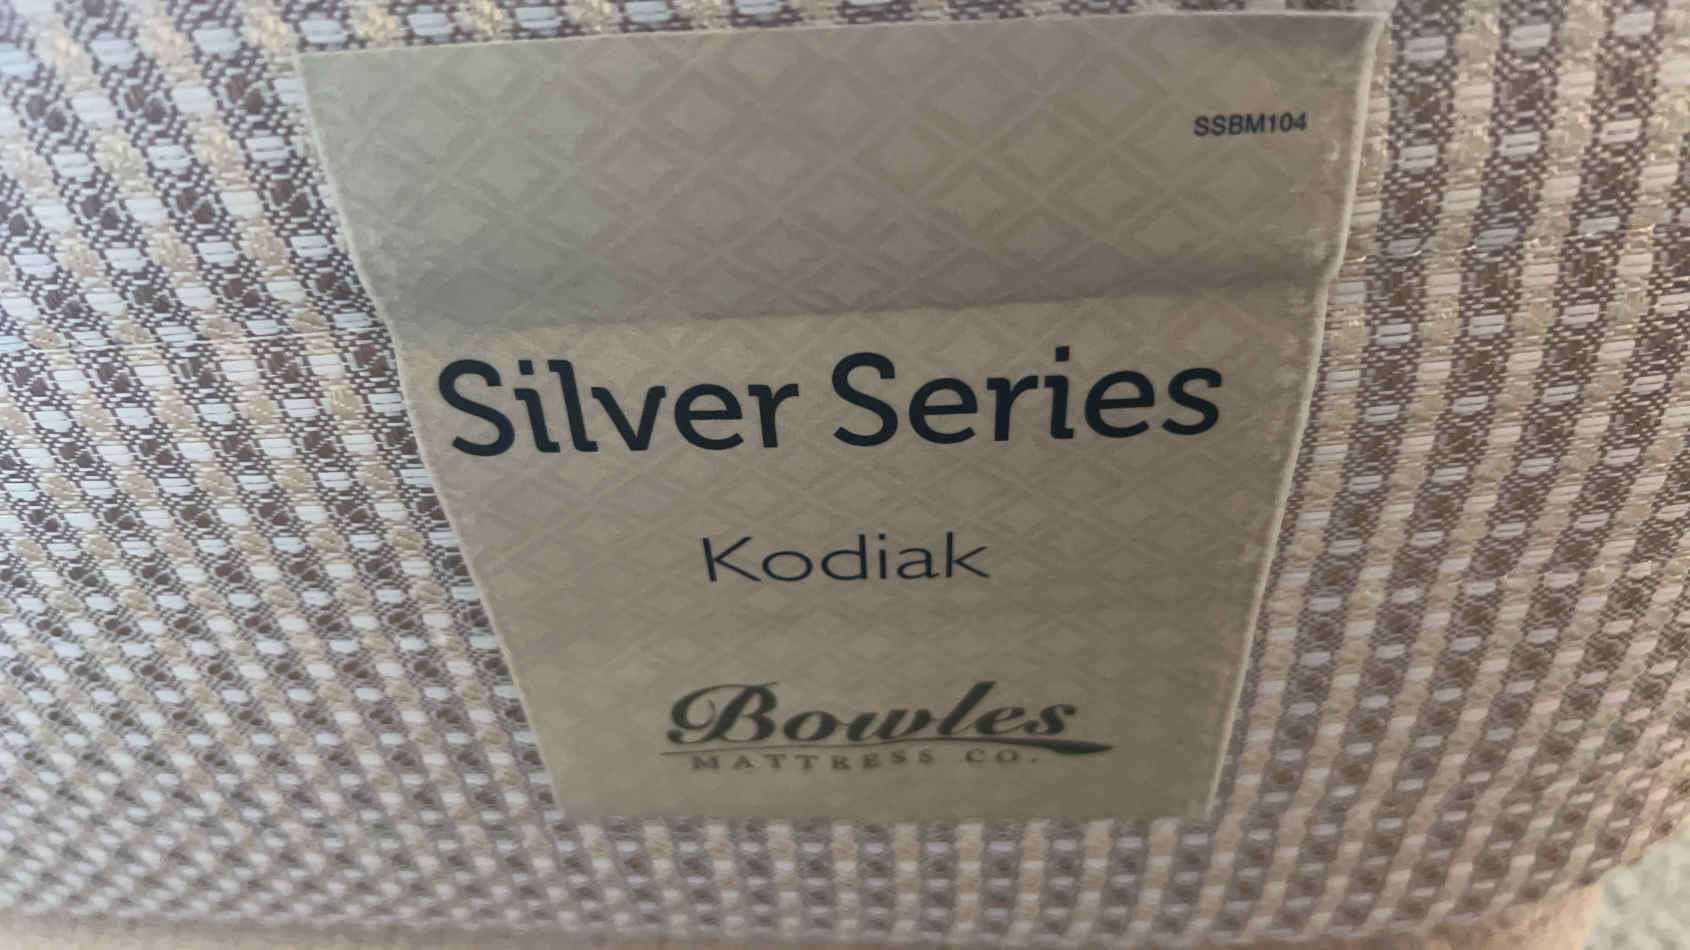 SSBM104
Silver Series
Kodiak
Bowles
MATTRESS CO.